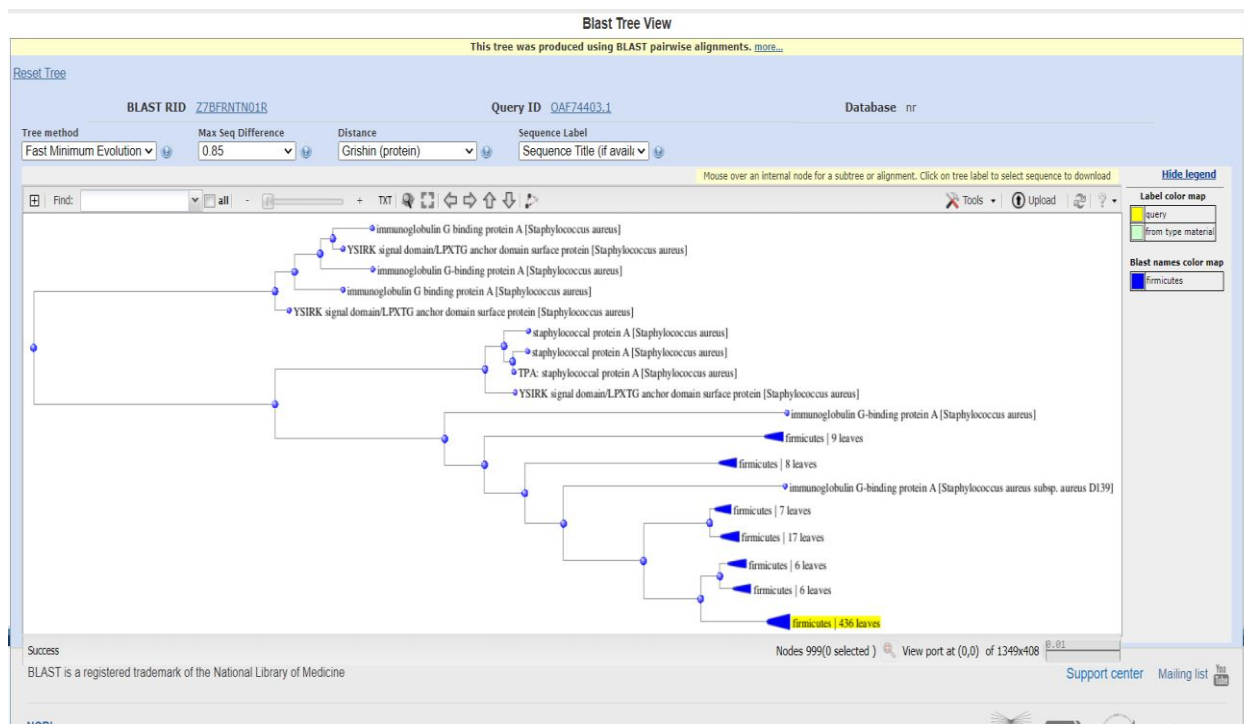 Blast Tree View
This tree was produced using BLAST pairwise alignments. more...
Reset Tree
BLAST RID Z7BFRNTN01R Query ID OAF74403.1 Database nr
Tree method Max Seq Difference Distance Sequence Label
Fast Minimum Evolution 0.85 Grishin (protein) Sequence Title (if availa
Mouse over an internal node for a subtree or alignment. Click on tree label to select sequence to download Hide legend
Find: all - + TXT Tools Upload ?
Label color map
query
from type material
Blast names color map
firmicutes
immunoglobulin G binding protein A [Staphylococcus aureus]
YSIRK signal domain/LPXTG anchor domain surface protein [Staphylococcus aureus]
immunoglobulin G-binding protein A [Staphylococcus aureus]
immunoglobulin G binding protein A [Staphylococcus aureus]
YSIRK signal domain/LPXTG anchor domain surface protein [Staphylococcus aureus]
staphylococcal protein A [Staphylococcus aureus]
staphylococcal protein A [Staphylococcus aureus]
TPA: staphylococcal protein A [Staphylococcus aureus]
YSIRK signal domain/LPXTG anchor domain surface protein [Staphylococcus aureus]
immunoglobulin G-binding protein A [Staphylococcus aureus]
firmicutes | 9 leaves
firmicutes | 8 leaves
immunoglobulin G-binding protein A [Staphylococcus aureus subsp. aureus D139]
firmicutes | 7 leaves
firmicutes | 17 leaves
firmicutes | 6 leaves
firmicutes | 6 leaves
firmicutes | 436 leaves
Success Nodes 999(0 selected ) View port at (0,0) of 1349x408 0.01
BLAST is a registered trademark of the National Library of Medicine Support center Mailing list You Tube